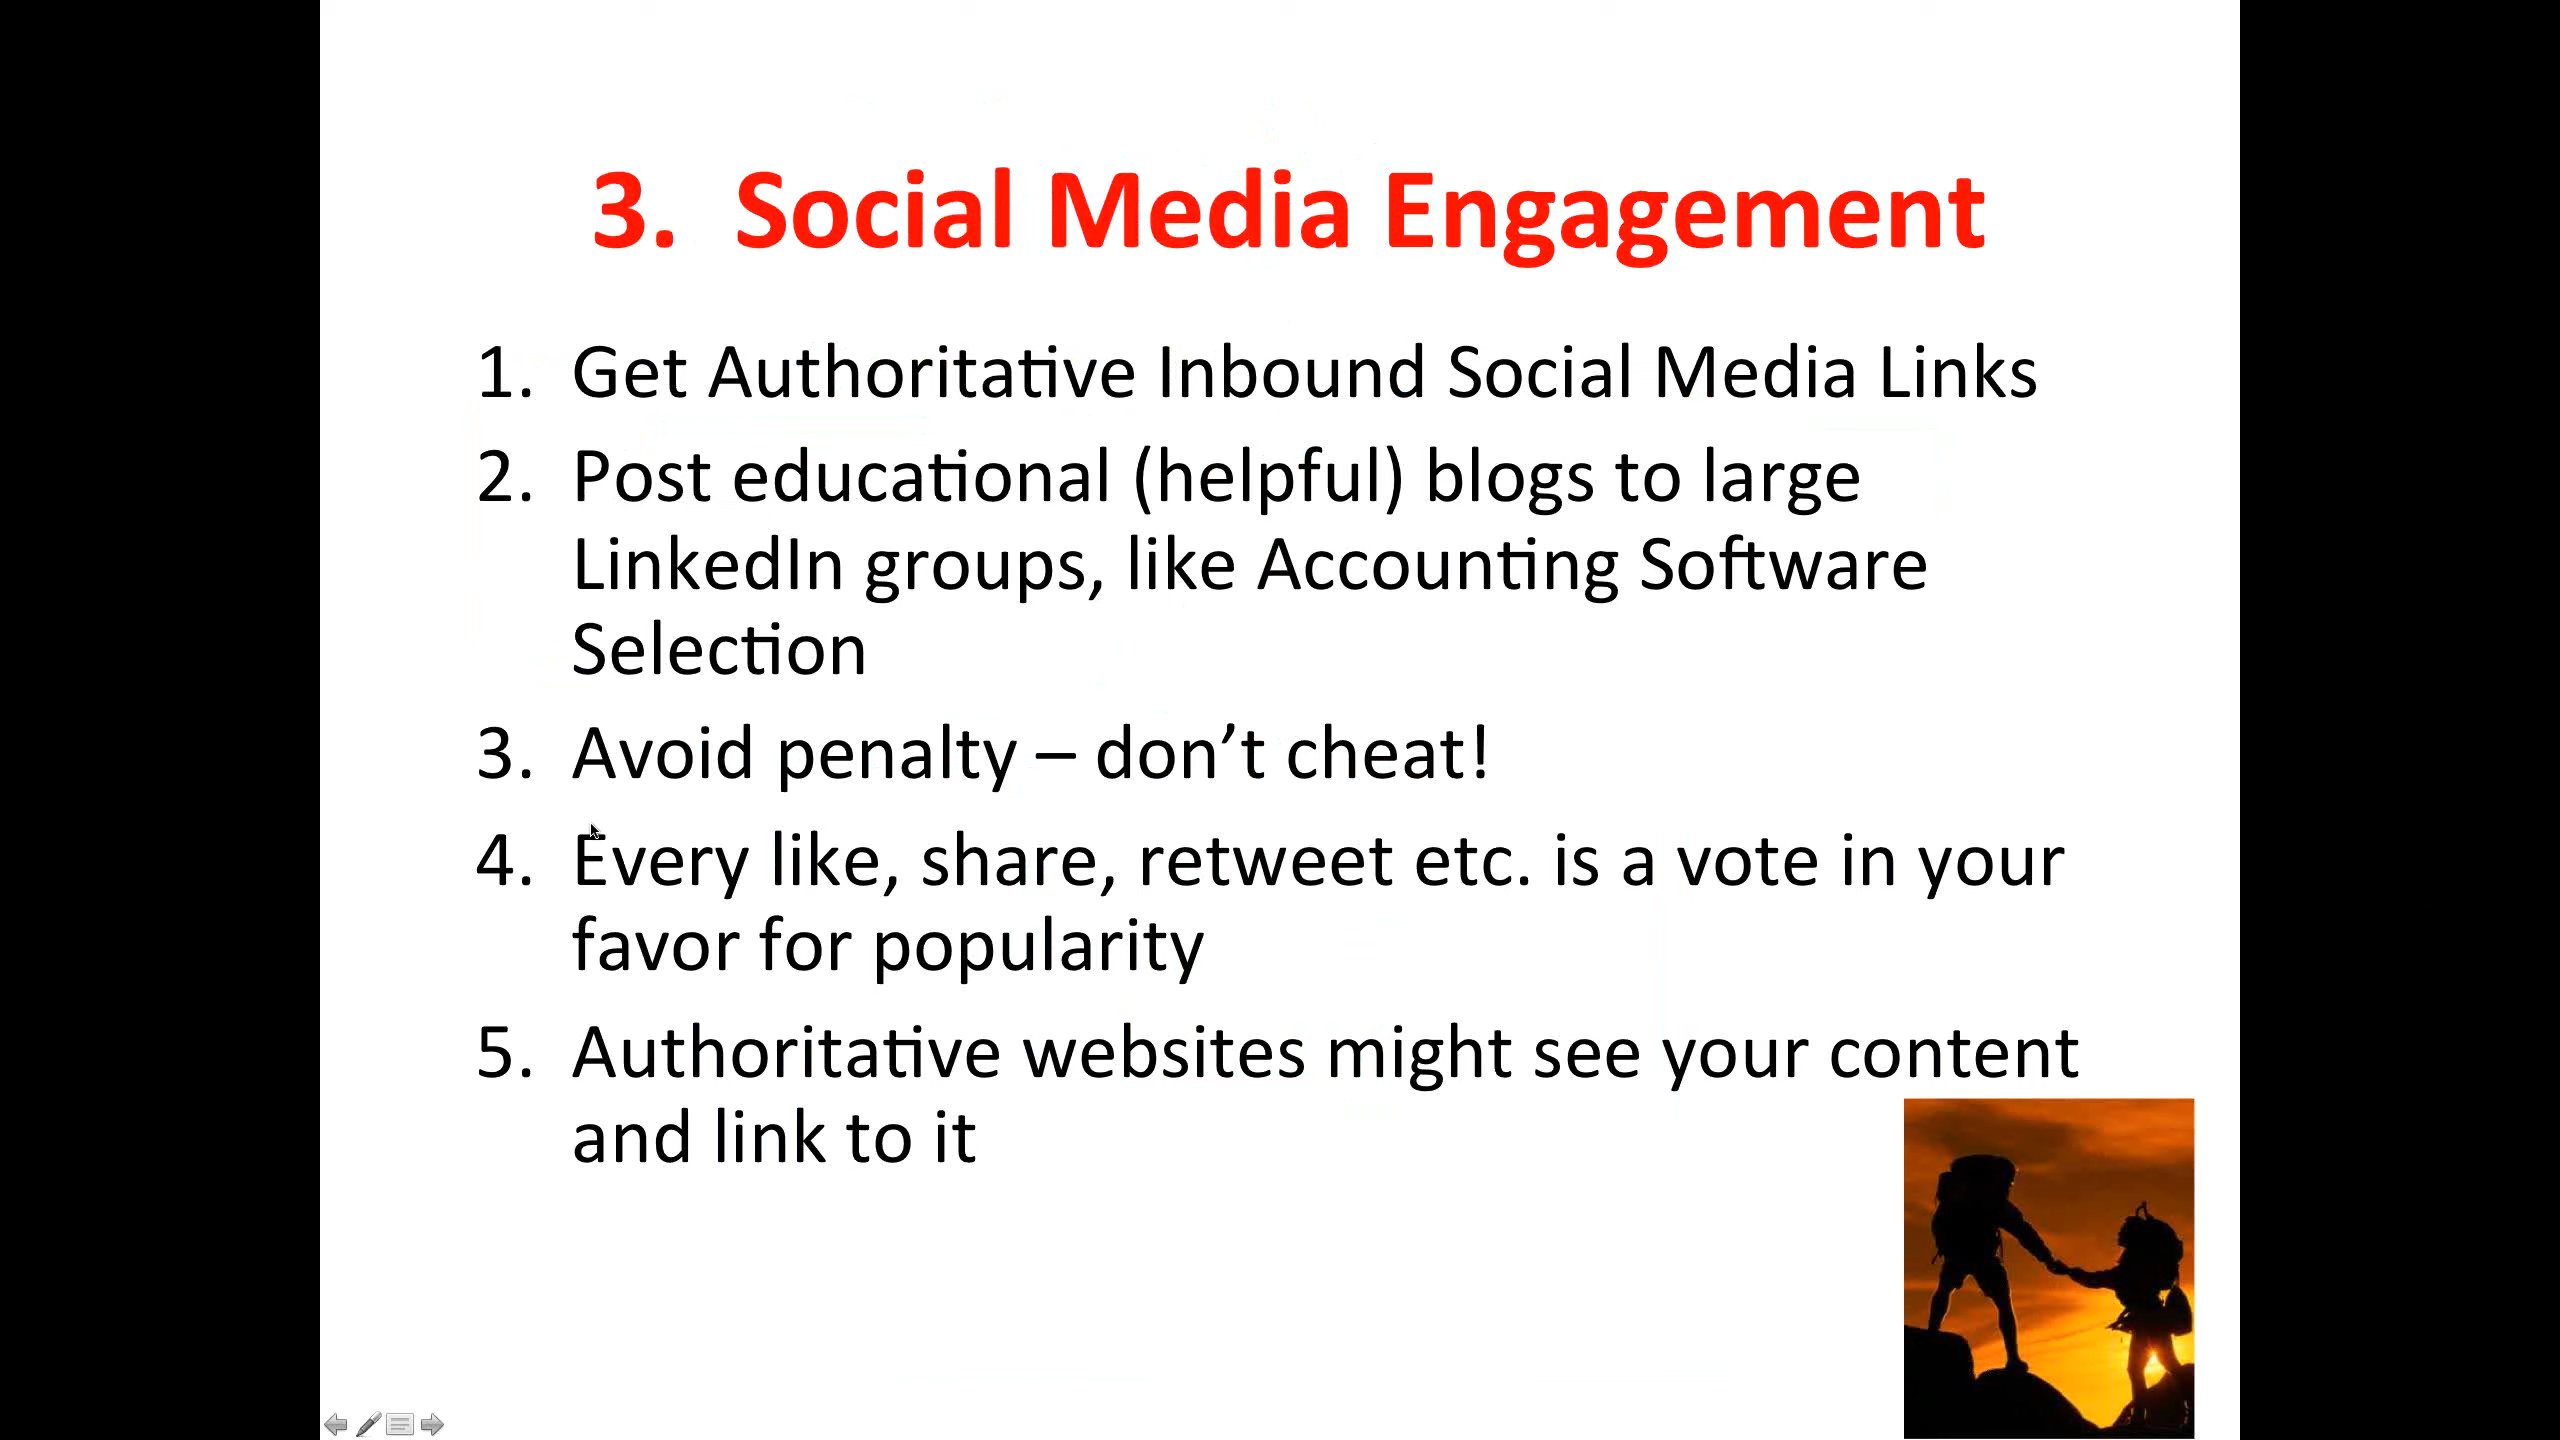 3.  Social Media Engagement
1. Get Authoritative Inbound Social Media Links
2. Post educational (helpful) blogs to large
LinkedIn groups, like Accounting Software
Selection
3. Avoid penalty – don’t cheat!
4. Every like, share, retweet etc. is a vote in your
favor for popularity
5. Authoritative websites might see your content
and link to it